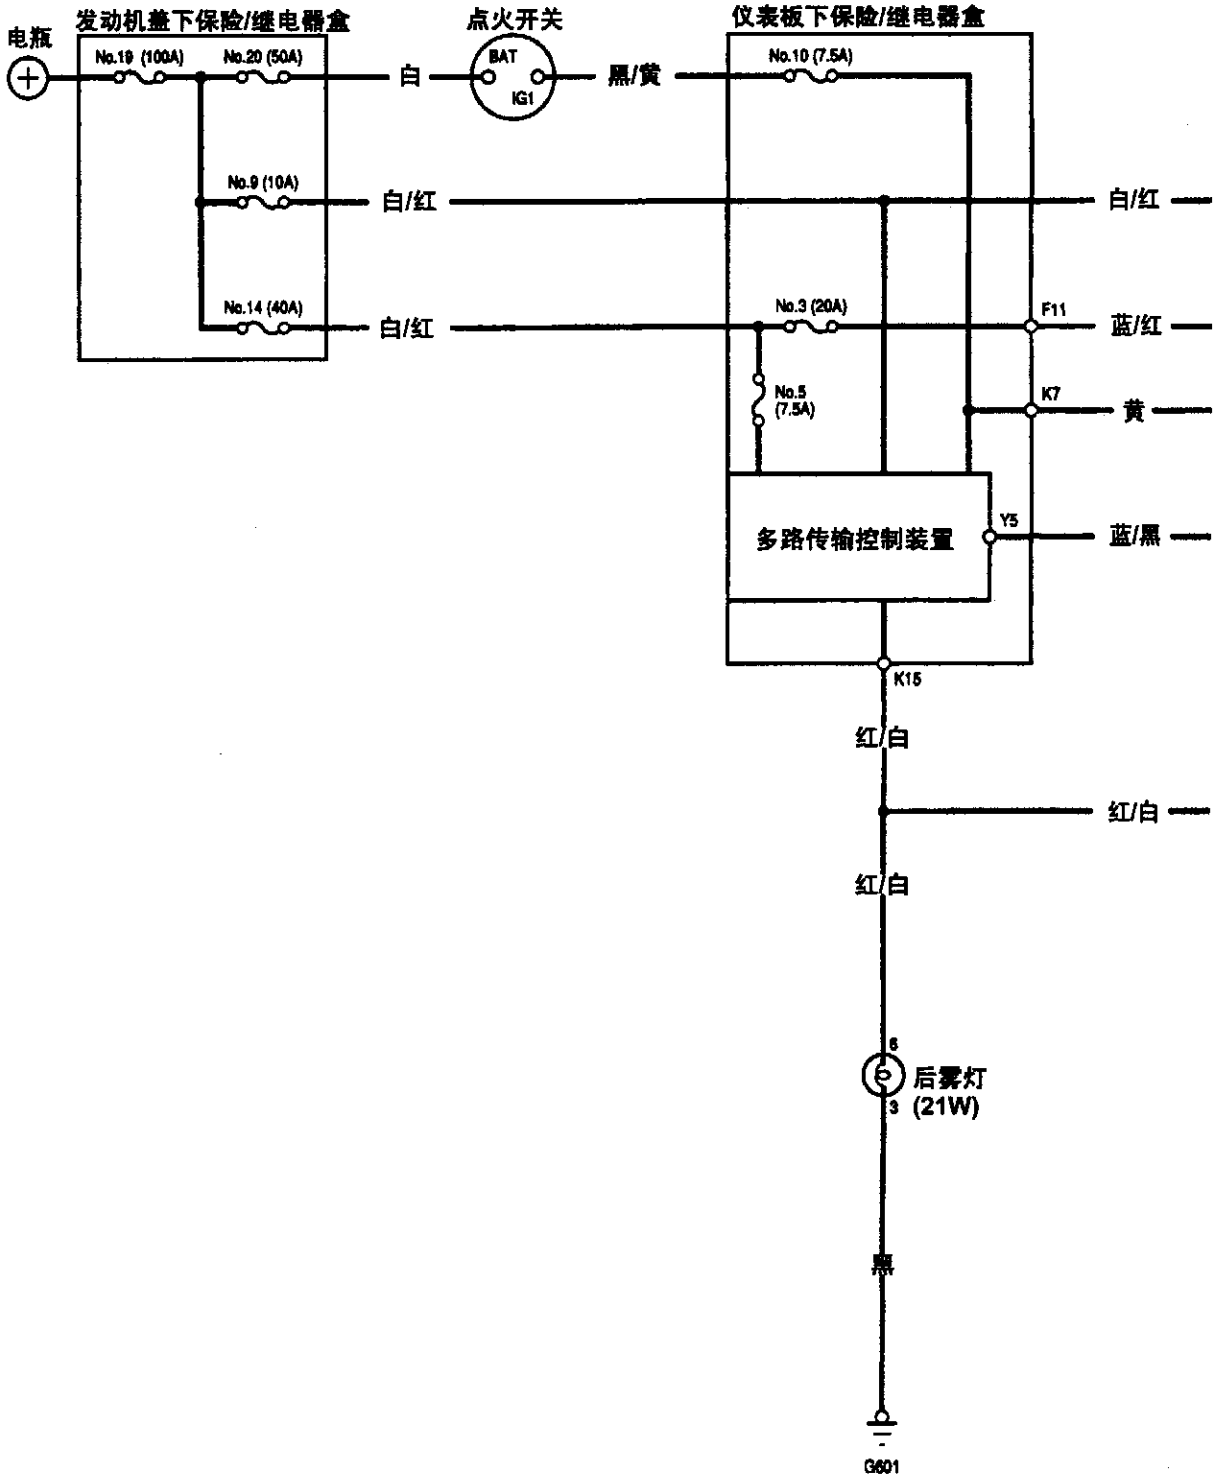 电瓶
发动机盖下保险/继电器盒
点火开关
仪表板下保险/继电器盒
No.19 (100A)
No.20 (50A)
白
BAT
IG1
黑/黄
No.10 (7.5A)
No.9 (10A)
白/红
白/红
No.14 (40A)
白/红
No.3 (20A)
F11
蓝/红
No.5
(7.5A)
K7
黄
多路传输控制装置
Y5
蓝/黑
K15
红/白
红/白
红/白
6
后雾灯
3
(21W)
黑
G601